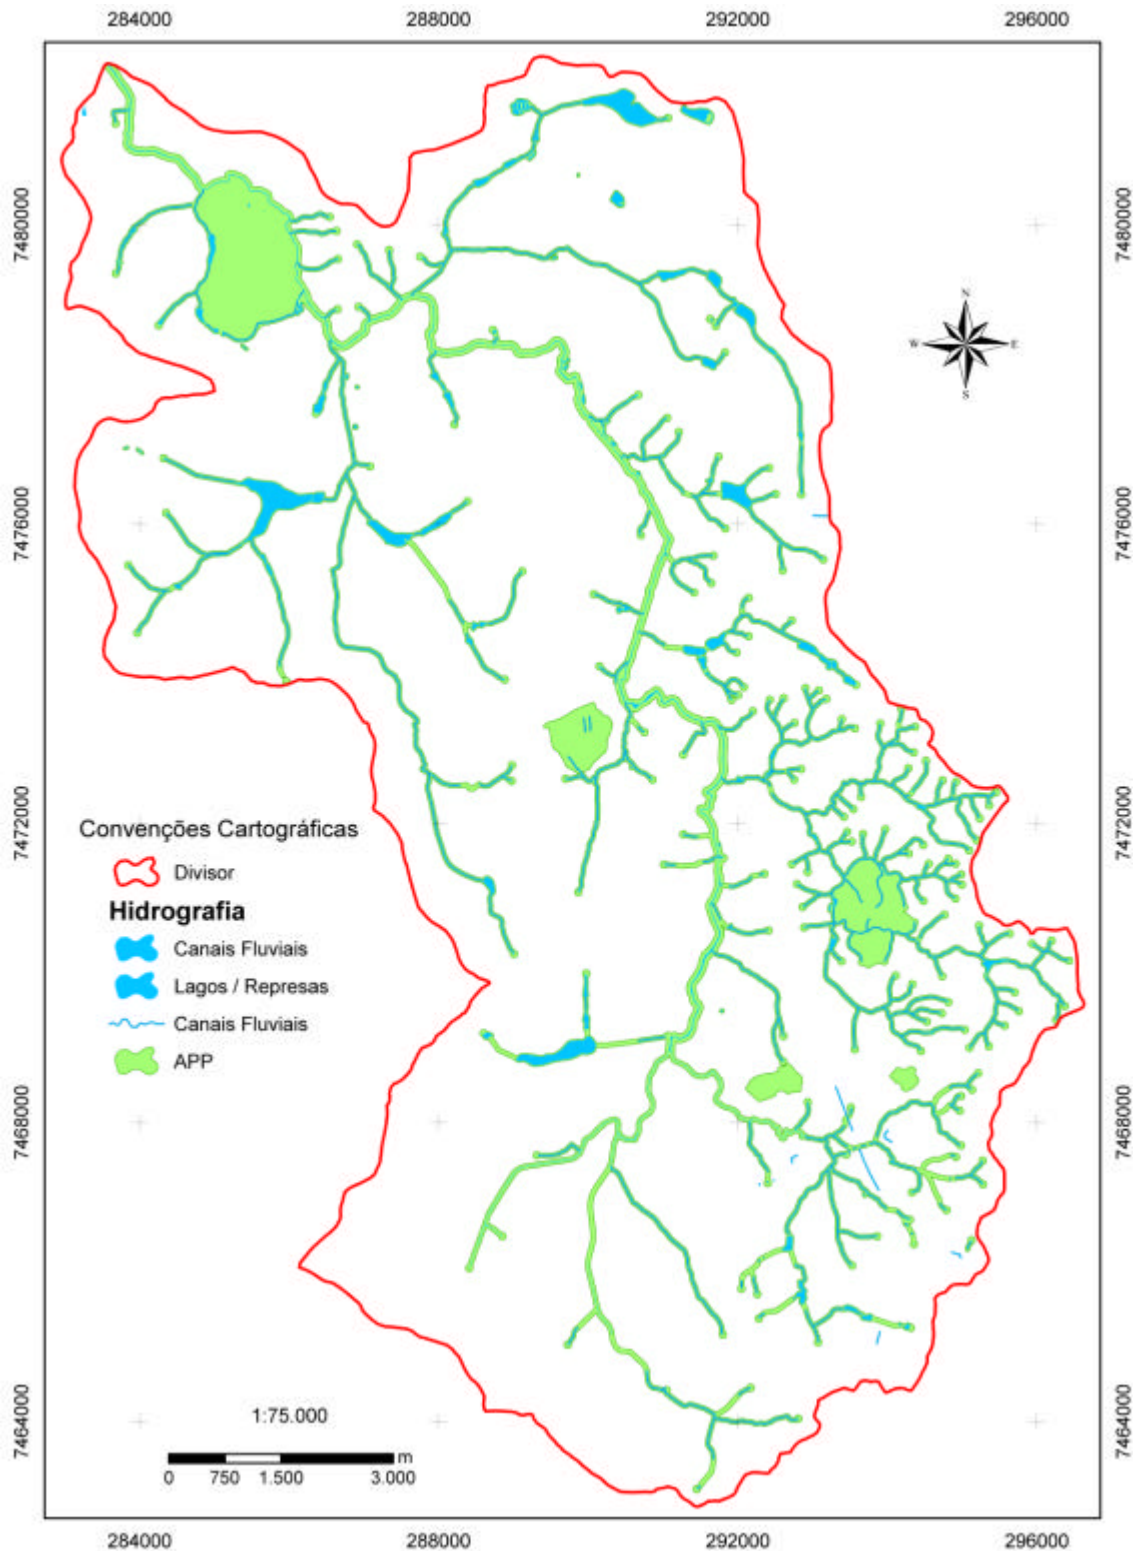 284000 288000 292000 296000
7480000 7480000
N
W E
S
7476000 7476000
7472000 7472000
Convenções Cartográficas
Divisor
Hidrografia
Canais Fluviais
Lagos / Represas
Canais Fluviais
APP
7468000 7468000
7464000 7464000
1:75.000
m
0 750 1.500 3.000
284000 288000 292000 296000